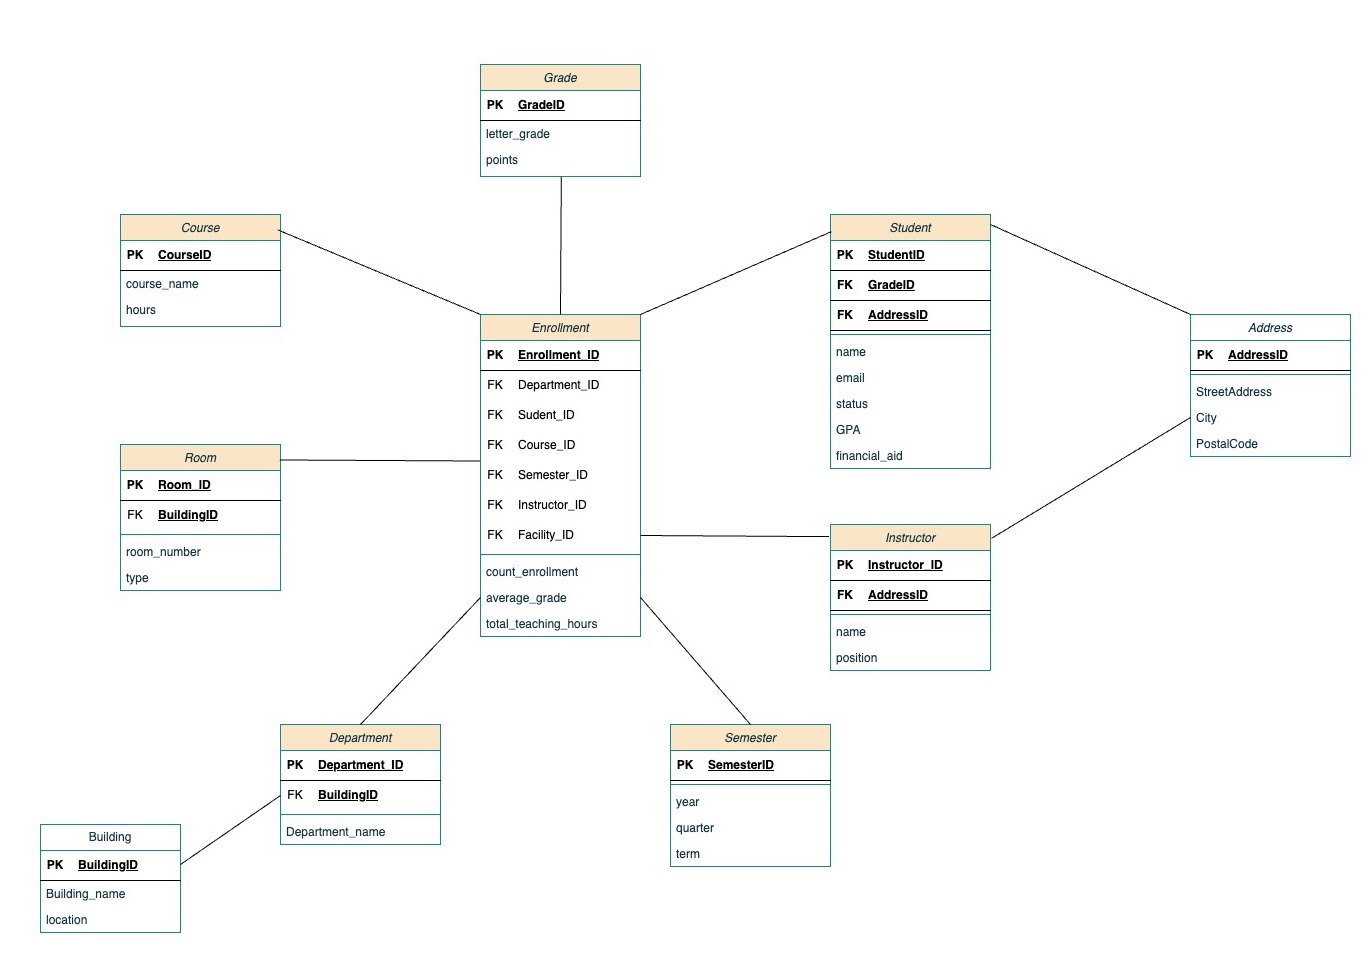 Grade
PK GradeID
letter_grade
points
Course
PK CourseID
course_name
hours
Student
PK StudentID
FK GradeID
FK AddressID
name
email
status
GPA
financial_aid
Enrollment
PK Enrollment_ID
FK Department_ID
FK Sudent_ID
FK Course_ID
FK Semester_ID
FK Instructor_ID
FK Facility_ID
count_enrollment
average_grade
total_teaching_hours
Address
PK AddressID
StreetAddress
City
PostalCode
Room
PK Room_ID
FK BuildingID
room_number
type
Instructor
PK Instructor_ID
FK AddressID
name
position
Department
PK Department_ID
FK BuildingID
Department_name
Semester
PK SemesterID
year
quarter
term
Building
PK BuildingID
Building_name
location